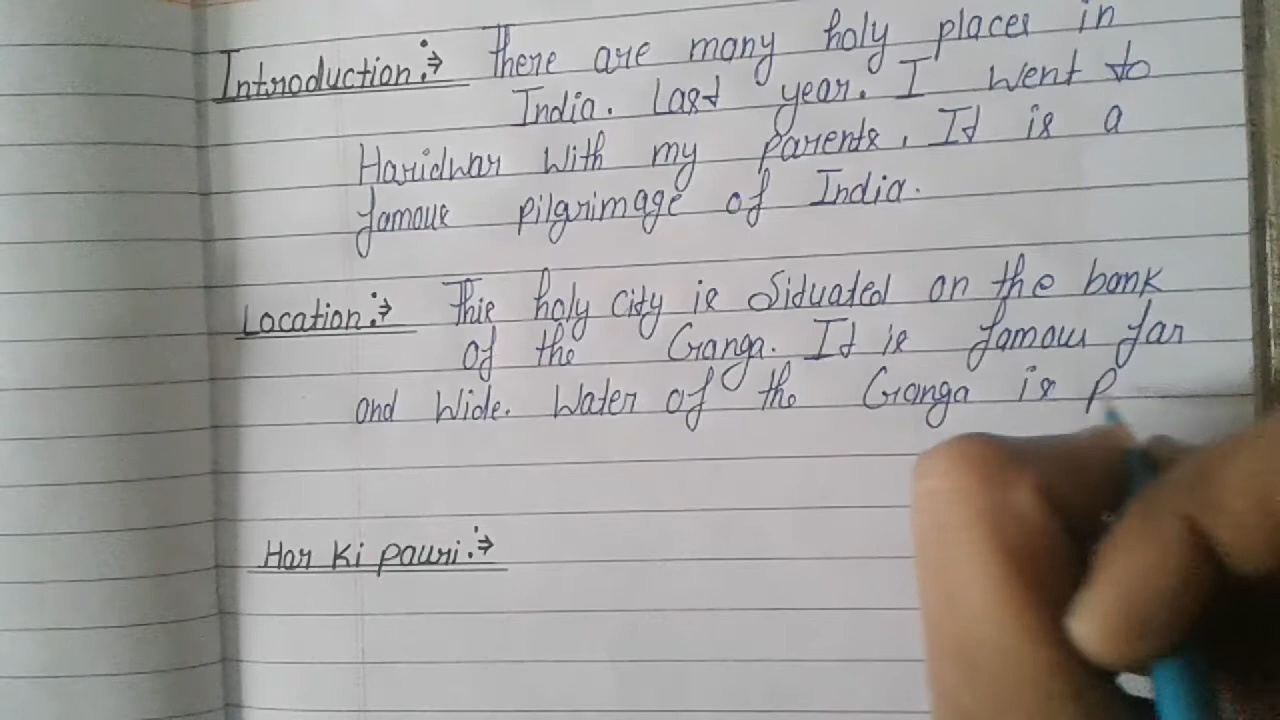 Introduction :⇒ There are many holy places in
India. Last year. I went to
Haridwar with my parents. It is a
famous pilgrimage of India.
Location :⇒ This holy city is Situated on the bank
of the Ganga. It is famous far
and wide. Water of the Ganga is P
Har Ki pauri :⇒